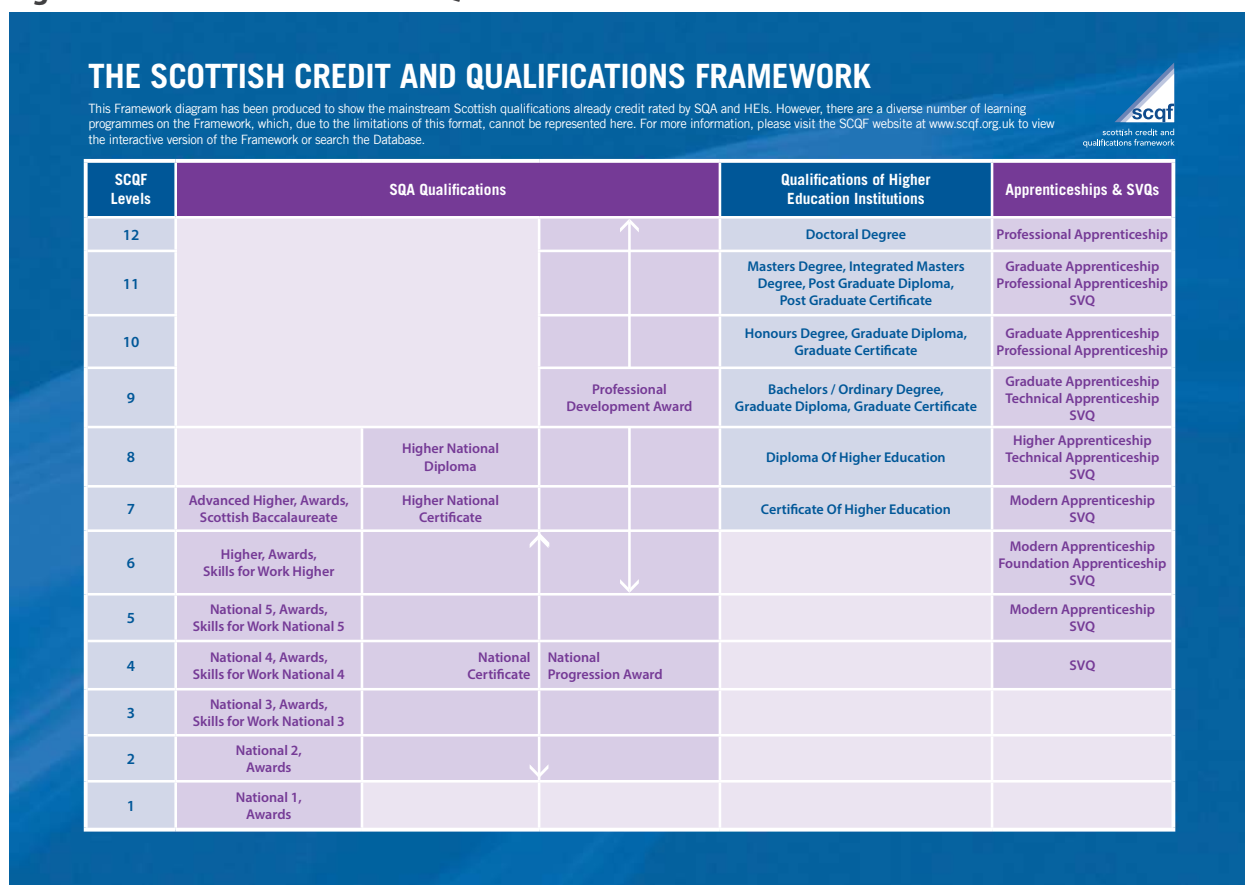 THE SCOTTISH CREDIT AND QUALIFICATIONS FRAMEWORK
This Framework diagram has been produced to show the mainstream Scottish qualifications already credit rated by SQA and HEIs. However, there are a diverse number of learning
programmes on the Framework, which, due to the limitations of this format, cannot be represented here. For more information, please visit the SCQF website at www.scqf.org.uk to view
the interactive version of the Framework or search the Database.
scqf
scottish credit and
qualifications framework
SCQF
Levels
SQA Qualifications
Qualifications of Higher
Education Institutions
Apprenticeships & SVQs
12
Doctoral Degree
Professional Apprenticeship
11
Masters Degree, Integrated Masters
Degree, Post Graduate Diploma,
Post Graduate Certificate
Graduate Apprenticeship
Professional Apprenticeship
SVQ
10
Honours Degree, Graduate Diploma,
Graduate Certificate
Graduate Apprenticeship
Professional Apprenticeship
9
Professional
Development Award
Bachelors / Ordinary Degree,
Graduate Diploma, Graduate Certificate
Graduate Apprenticeship
Technical Apprenticeship
SVQ
8
Higher National
Diploma
Diploma Of Higher Education
Higher Apprenticeship
Technical Apprenticeship
SVQ
7
Advanced Higher, Awards,
Scottish Baccalaureate
Higher National
Certificate
Certificate Of Higher Education
Modern Apprenticeship
SVQ
6
Higher, Awards,
Skills for Work Higher
Modern Apprenticeship
Foundation Apprenticeship
SVQ
5
National 5, Awards,
Skills for Work National 5
Modern Apprenticeship
SVQ
4
National 4, Awards,
Skills for Work National 4
National
Certificate
National
Progression Award
SVQ
3
National 3, Awards,
Skills for Work National 3
2
National 2,
Awards
1
National 1,
Awards